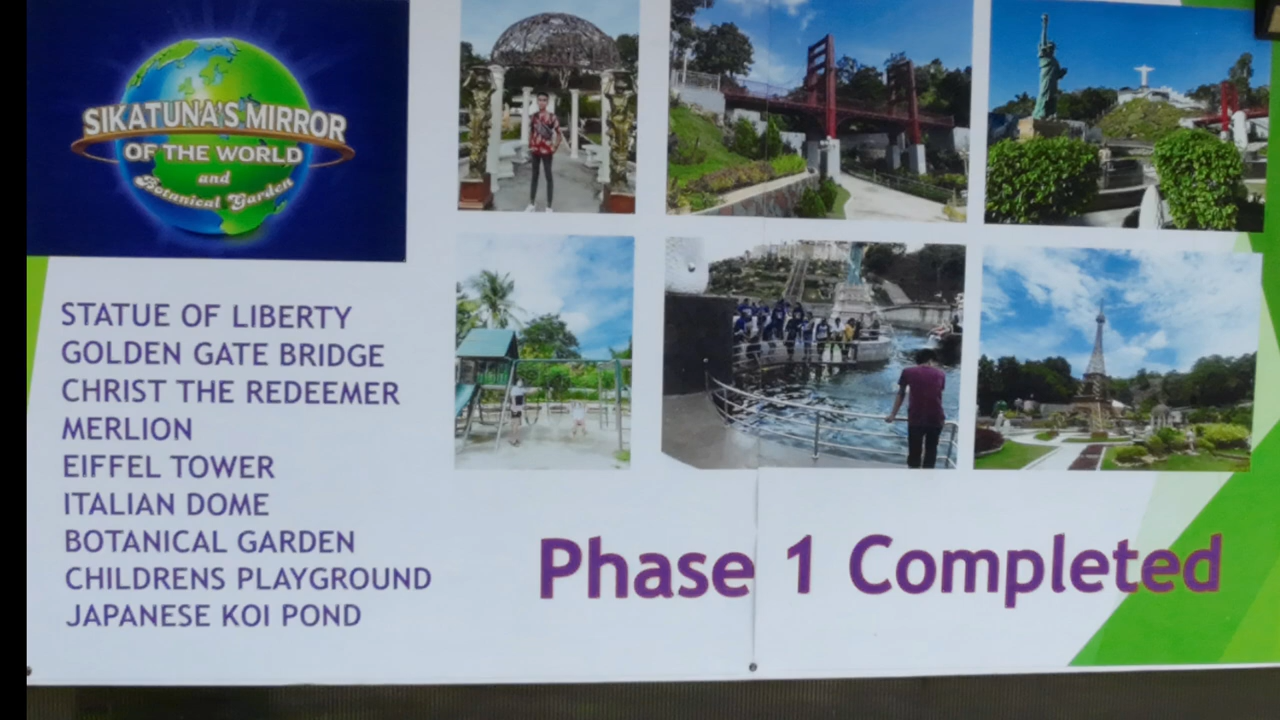 SIKATUNA'S MIRROR
OF THE WORLD
and
Botanical Garden
STATUE OF LIBERTY
GOLDEN GATE BRIDGE
CHRIST THE REDEEMER
MERLION
EIFFEL TOWER
ITALIAN DOME
BOTANICAL GARDEN
CHILDRENS PLAYGROUND
JAPANESE KOI POND
Phase 1 Completed